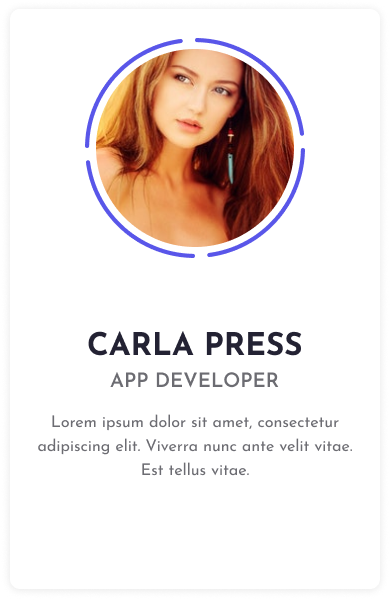 CARLA PRESS
APP DEVELOPER
Lorem ipsum dolor sit amet, consectetur
adipiscing elit. Viverra nunc ante velit vitae.
Est tellus vitae.